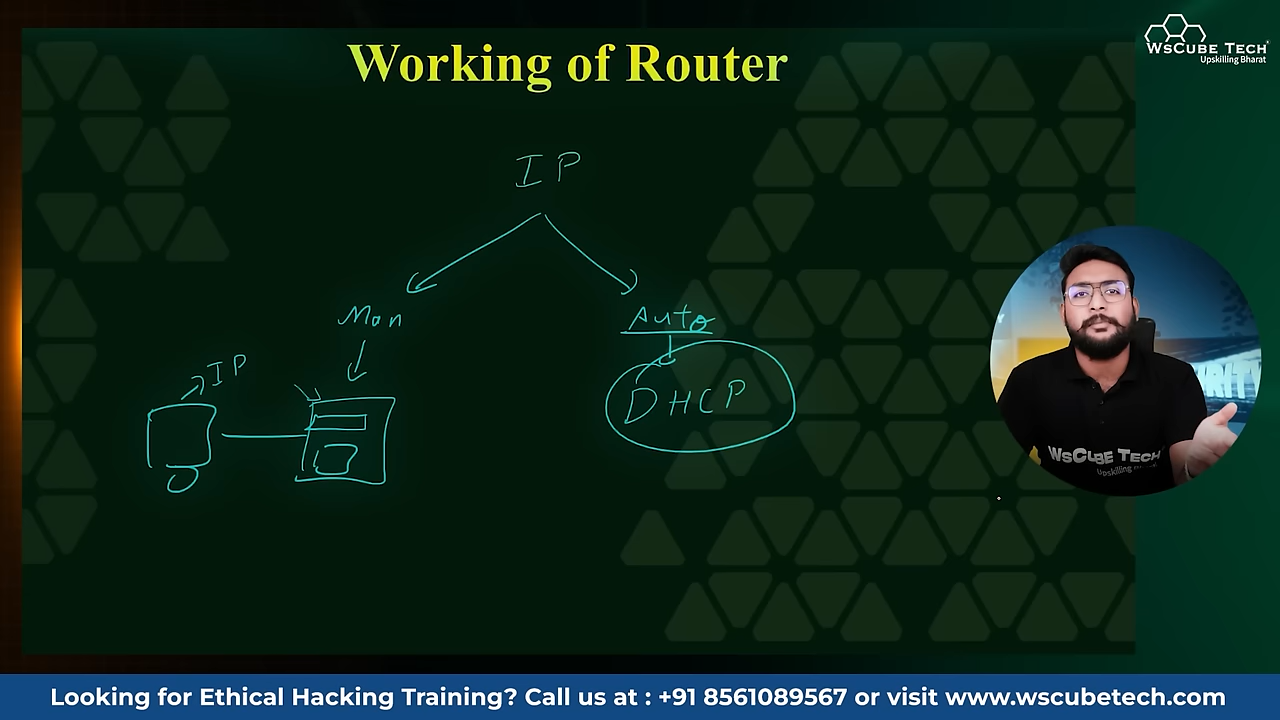 Working of Router
WsCube Tech
Upskilling Bharat
IP
Man
Auto
IP
DHCP
WsCube Tech
Upskilling
Looking for Ethical Hacking Training? Call us at : +91 8561089567 or visit www.wscubetech.com